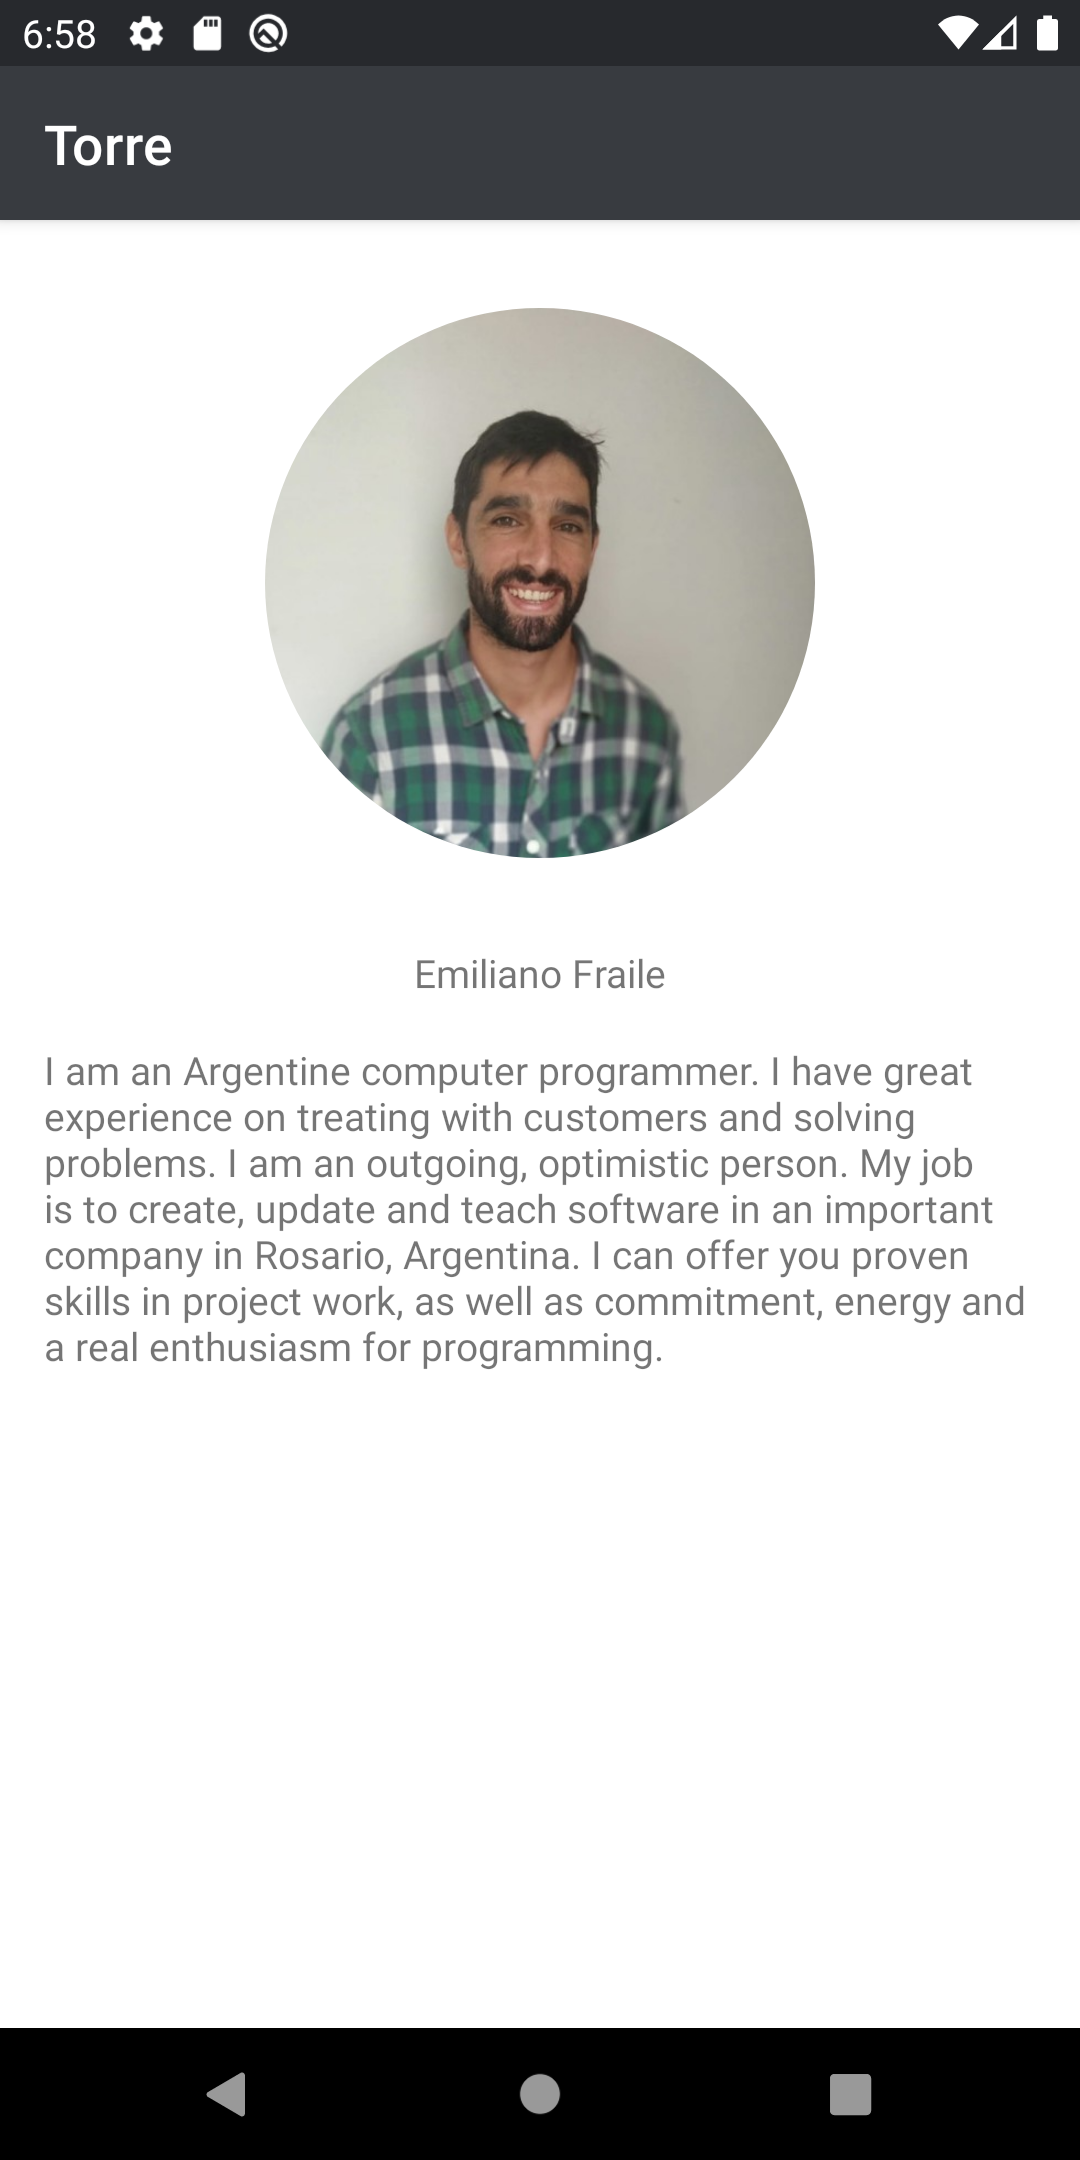 6:58
Torre
Emiliano Fraile
I am an Argentine computer programmer. I have great
experience on treating with customers and solving
problems. I am an outgoing, optimistic person. My job
is to create, update and teach software in an important
company in Rosario, Argentina. I can offer you proven
skills in project work, as well as commitment, energy and
a real enthusiasm for programming.